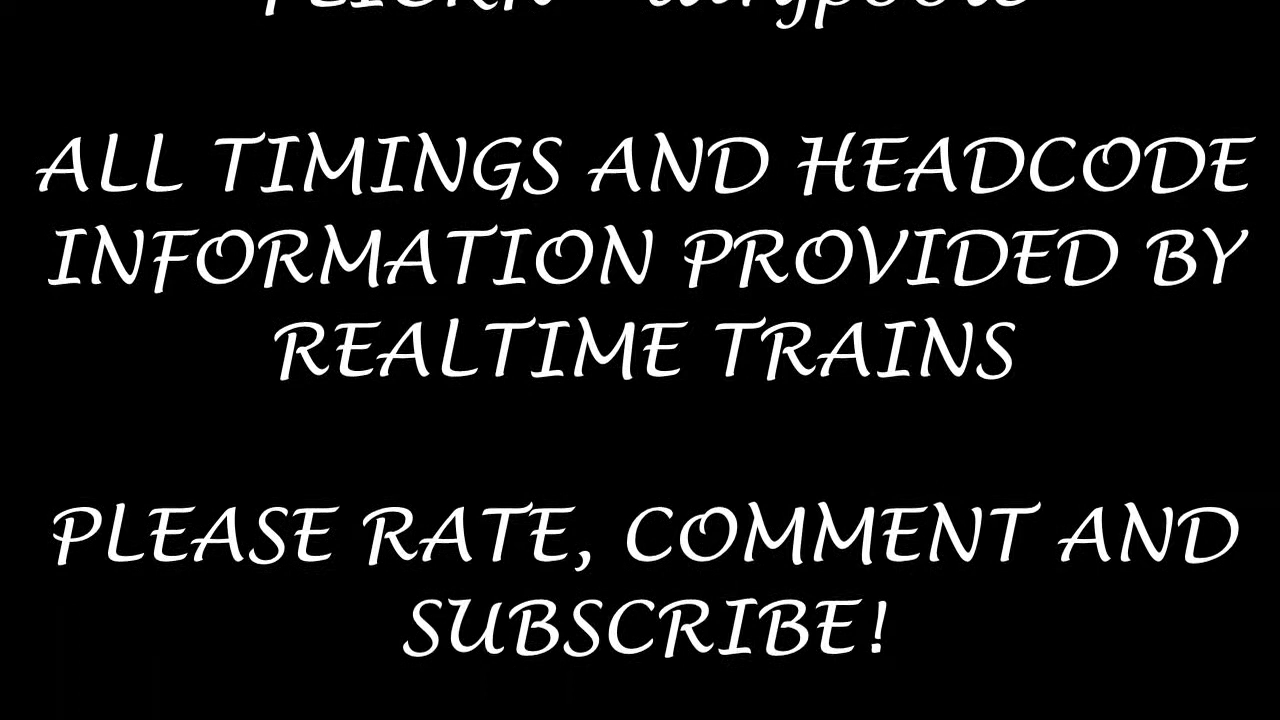 ALL TIMINGS AND HEADCODE
INFORMATION PROVIDED BY
REALTIME TRAINS
PLEASE RATE, COMMENT AND
SUBSCRIBE!